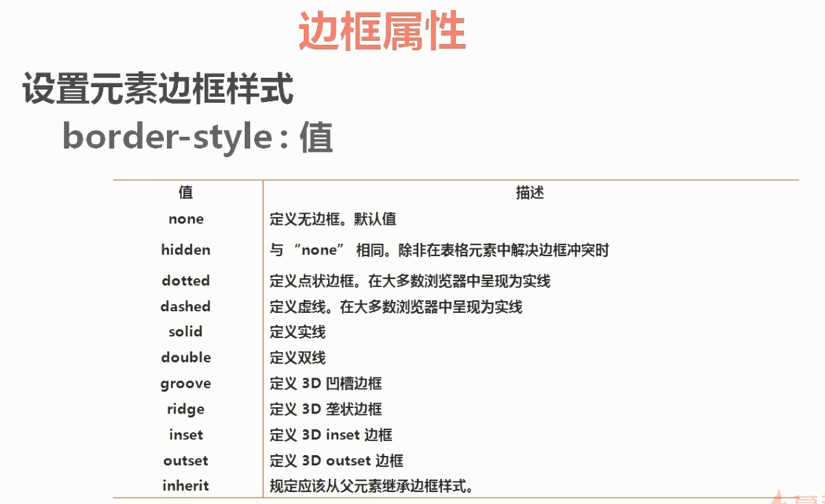 边框属性
设置元素边框样式
border-style : 值
值 描述
none 定义无边框。默认值
hidden 与 “none” 相同。除非在表格元素中解决边框冲突时
dotted 定义点状边框。在大多数浏览器中呈现为实线
dashed 定义虚线。在大多数浏览器中呈现为实线
solid 定义实线
double 定义双线
groove 定义 3D 凹槽边框
ridge 定义 3D 垄状边框
inset 定义 3D inset 边框
outset 定义 3D outset 边框
inherit 规定应该从父元素继承边框样式。